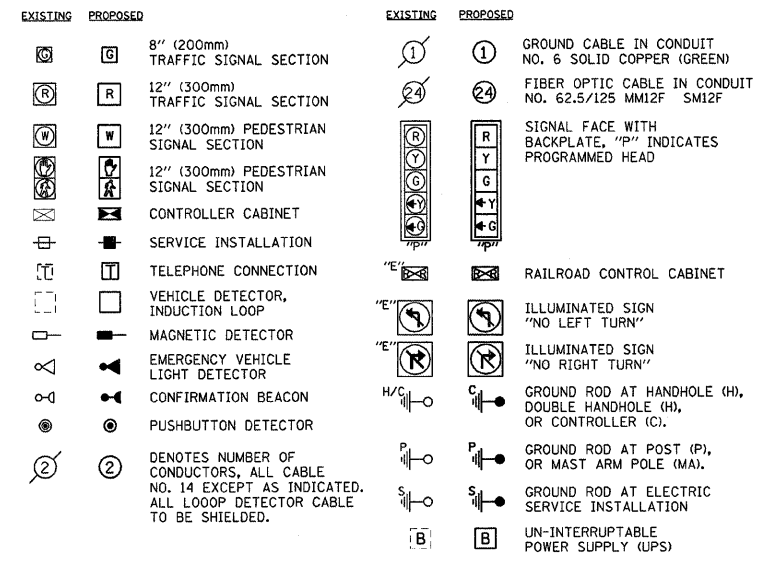 EXISTING PROPOSED
G G 8" (200mm)
TRAFFIC SIGNAL SECTION
R R 12" (300mm)
TRAFFIC SIGNAL SECTION
W W 12" (300mm) PEDESTRIAN
SIGNAL SECTION
12" (300mm) PEDESTRIAN
SIGNAL SECTION
CONTROLLER CABINET
SERVICE INSTALLATION
T T TELEPHONE CONNECTION
VEHICLE DETECTOR,
INDUCTION LOOP
MAGNETIC DETECTOR
EMERGENCY VEHICLE
LIGHT DETECTOR
CONFIRMATION BEACON
PUSHBUTTON DETECTOR
2 2 DENOTES NUMBER OF
CONDUCTORS, ALL CABLE
NO. 14 EXCEPT AS INDICATED.
ALL LOOOP DETECTOR CABLE
TO BE SHIELDED.
EXISTING PROPOSED
1 1 GROUND CABLE IN CONDUIT
NO. 6 SOLID COPPER (GREEN)
24 24 FIBER OPTIC CABLE IN CONDUIT
NO. 62.5/125 MM12F SM12F
R R SIGNAL FACE WITH
BACKPLATE, "P" INDICATES
Y Y PROGRAMMED HEAD
G G
Y Y
G G
"P" "P"
"E" RAILROAD CONTROL CABINET
"E" ILLUMINATED SIGN
"NO LEFT TURN"
"E" ILLUMINATED SIGN
"NO RIGHT TURN"
H/C C GROUND ROD AT HANDHOLE (H),
DOUBLE HANDHOLE (H),
OR CONTROLLER (C).
P P GROUND ROD AT POST (P),
OR MAST ARM POLE (MA).
S S GROUND ROD AT ELECTRIC
SERVICE INSTALLATION
B B UN-INTERRUPTABLE
POWER SUPPLY (UPS)